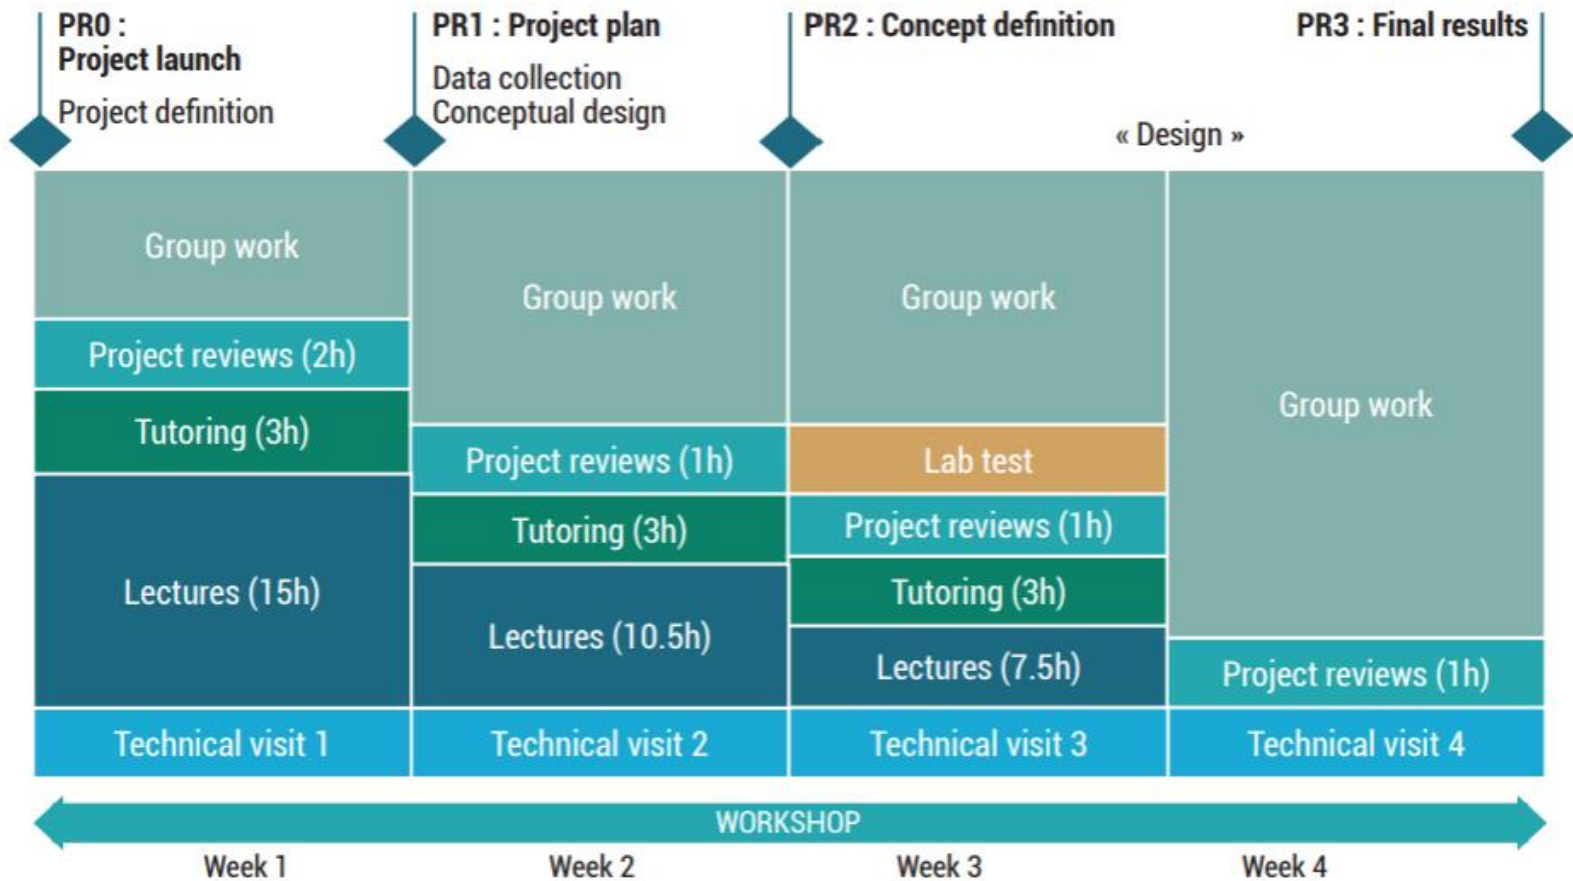 PR0 :
Project launch
Project definition
PR1 : Project plan
Data collection
Conceptual design
PR2 : Concept definition
PR3 : Final results
« Design »
Group work
Project reviews (2h)
Tutoring (3h)
Lectures (15h)
Technical visit 1
Group work
Project reviews (1h)
Tutoring (3h)
Lectures (10.5h)
Technical visit 2
Group work
Lab test
Project reviews (1h)
Tutoring (3h)
Lectures (7.5h)
Technical visit 3
Group work
Project reviews (1h)
Technical visit 4
WORKSHOP
Week 1
Week 2
Week 3
Week 4